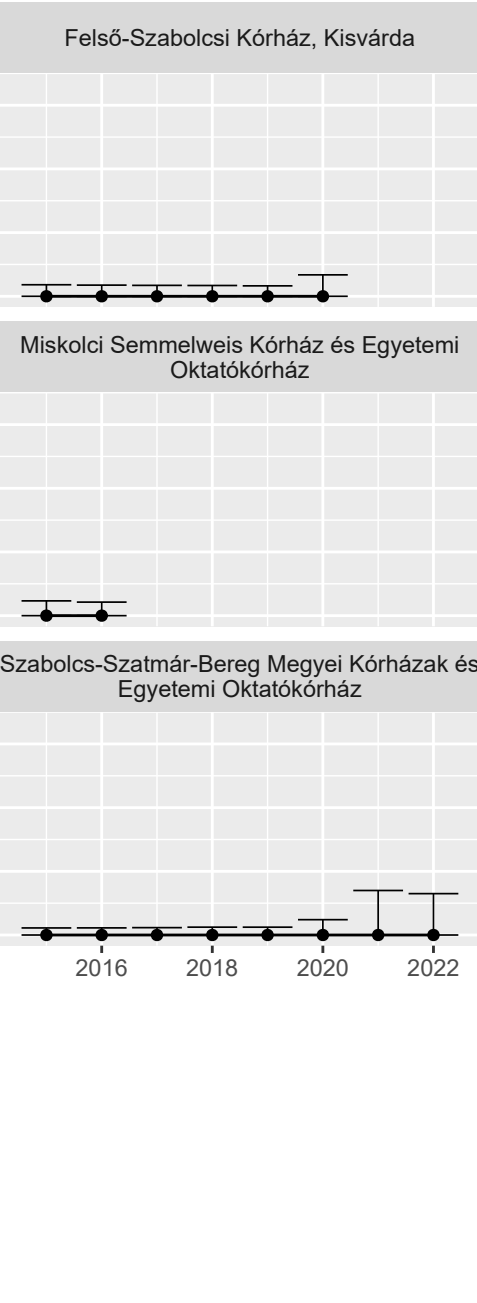 Felső-Szabolcsi Kórház, Kisvárda
Miskolci Semmelweis Kórház és Egyetemi
Oktatókórház
Szabolcs-Szatmár-Bereg Megyei Kórházak és
Egyetemi Oktatókórház
2016 2018 2020 2022